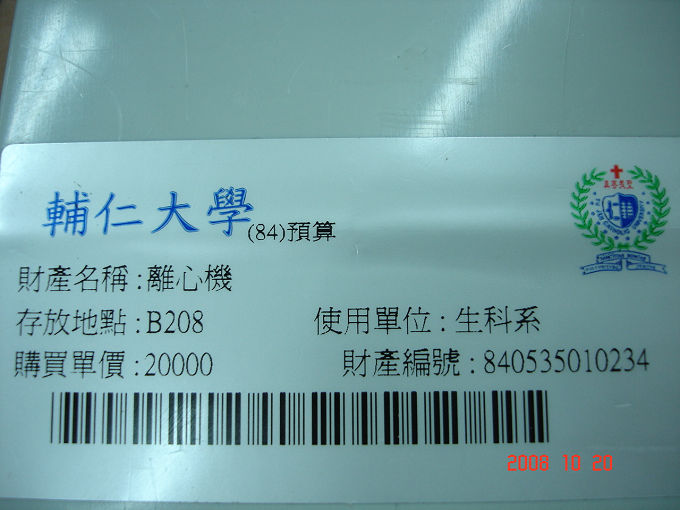 輔仁大學(84)預算
財產名稱:離心機
存放地點:B208 使用單位:生科系
購買單價:20000 財產編號:840535010234
2008 10 20